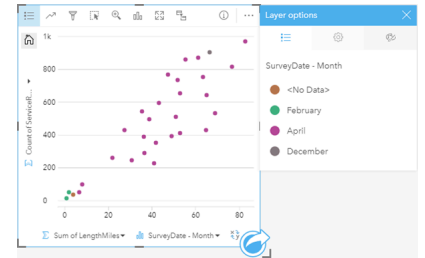 Layer options
SurveyDate - Month
<No Data>
February
April
December
Count of ServiceR...
1k
800
600
400
200
0
0
20
40
60
80
Sum of LengthMiles
SurveyDate - Month